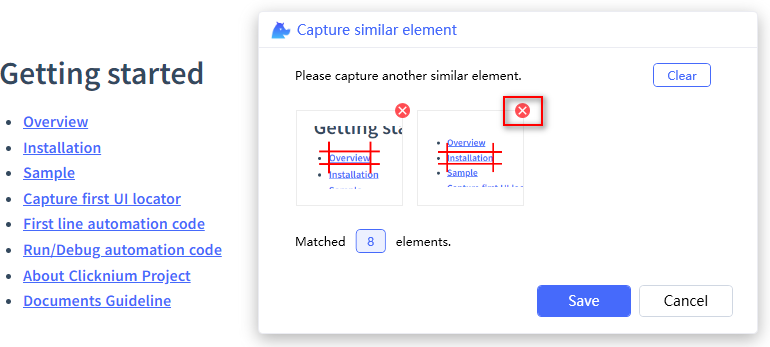 Getting started
Overview
Installation
Sample
Capture first UI locator
First line automation code
Run/Debug automation code
About Clicknium Project
Documents Guideline
Capture similar element
Please capture another similar element.
Clear
Getting sta
Overview
Installation
Sample
Overview
Installation
Sample
Capture first UI loc
Matched 8 elements.
Save
Cancel